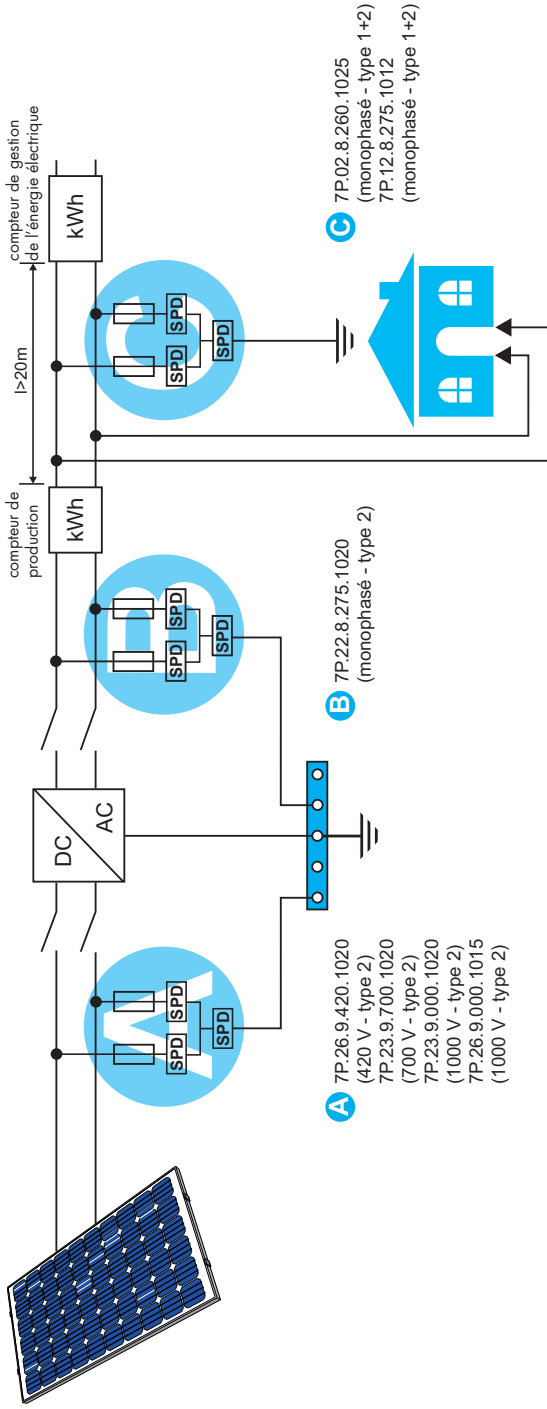 DC
AC
SPD
SPD
SPD
A
A 7P.26.9.420.1020
(420 V - type 2)
7P.23.9.700.1020
(700 V - type 2)
7P.23.9.000.1020
(1000 V - type 2)
7P.26.9.000.1015
(1000 V - type 2)
SPD
SPD
SPD
B
B 7P.22.8.275.1020
(monophasé - type 2)
compteur de
production
kWh
l>20m
compteur de gestion
de l'énergie électrique
kWh
SPD
SPD
SPD
C
C 7P.02.8.260.1025
(monophasé - type 1+2)
7P.12.8.275.1012
(monophasé - type 1+2)